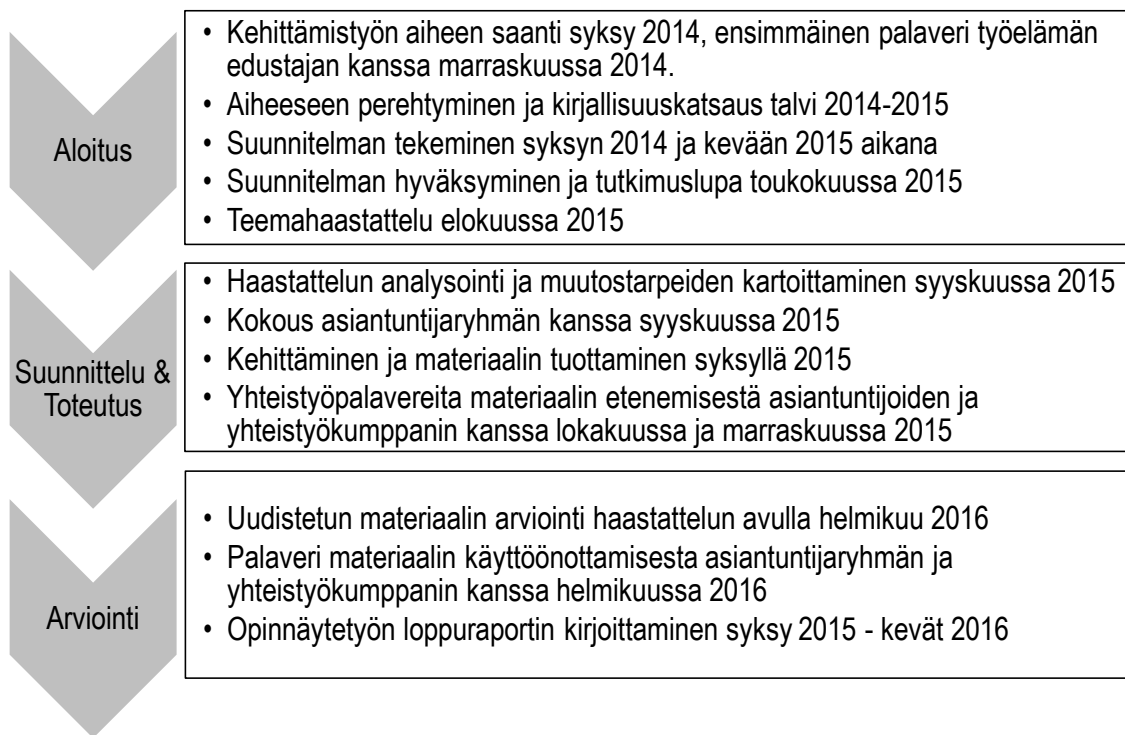 Aloitus
• Kehittämistyön aiheen saanti syksy 2014, ensimmäinen palaveri työelämän
edustajan kanssa marraskuussa 2014.
• Aiheeseen perehtyminen ja kirjallisuuskatsaus talvi 2014-2015
• Suunnitelman tekeminen syksyn 2014 ja kevään 2015 aikana
• Suunnitelman hyväksyminen ja tutkimuslupa toukokuussa 2015
• Teemahaastattelu elokuussa 2015
Suunnittelu &
Toteutus
• Haastattelun analysointi ja muutostarpeiden kartoittaminen syyskuussa 2015
• Kokous asiantuntijaryhmän kanssa syyskuussa 2015
• Kehittäminen ja materiaalin tuottaminen syksyllä 2015
• Yhteistyöpalavereita materiaalin etenemisestä asiantuntijoiden ja
yhteistyökumppanin kanssa lokakuussa ja marraskuussa 2015
Arviointi
• Uudistetun materiaalin arviointi haastattelun avulla helmikuu 2016
• Palaveri materiaalin käyttöönottamisesta asiantuntijaryhmän ja
yhteistyökumppanin kanssa helmikuussa 2016
• Opinnäytetyön loppuraportin kirjoittaminen syksy 2015 - kevät 2016